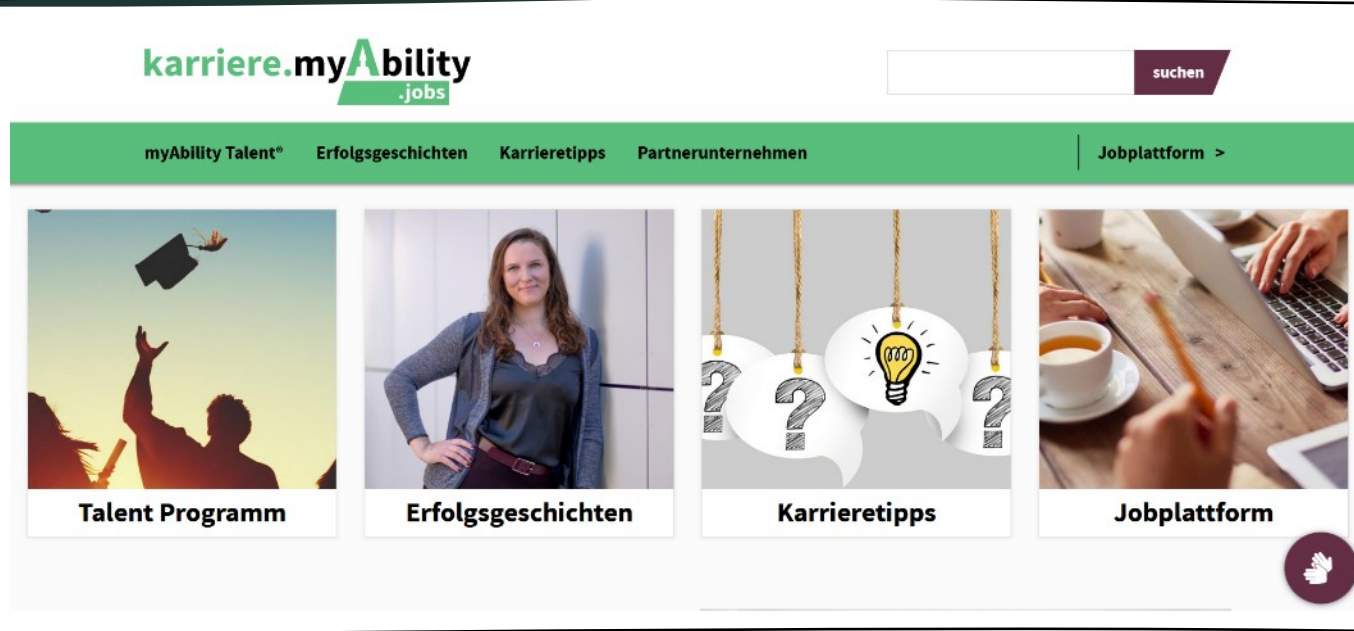 karriere.myAbility
.jobs
suchen
myAbility Talent® Erfolgsgeschichten Karrieretipps Partnerunternehmen Jobplattform >
? ? ?
Talent Programm Erfolgsgeschichten Karrieretipps Jobplattform